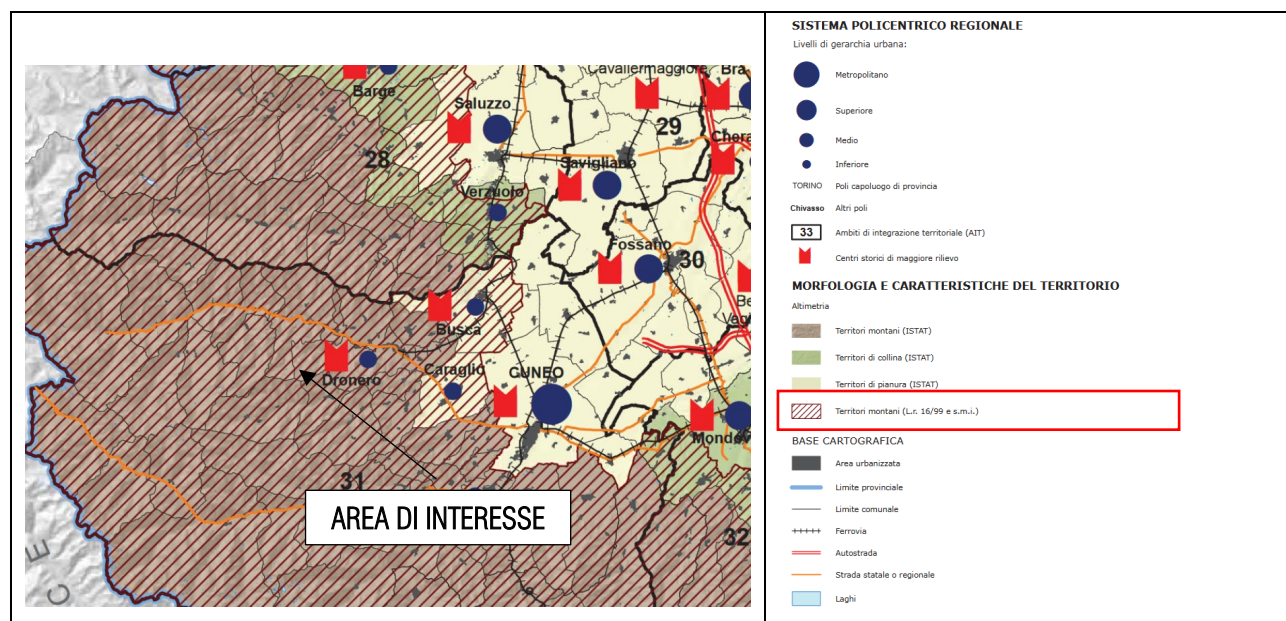 Cavallermaggiore
Bra
Barge
Saluzzo
29
Chera
28
Savigliano
Verzuolo
Fossano
30
Be
Vag
Busca
Caraglio
CUNEO
Dronero
Mondov
31
AREA DI INTERESSE
32
C E
SISTEMA POLICENTRICO REGIONALE
Livelli di gerarchia urbana:
Metropolitano
Superiore
Medio
Inferiore
TORINO Poli capoluogo di provincia
Chivasso Altri poli
33 Ambiti di integrazione territoriale (AIT)
Centri storici di maggiore rilievo
MORFOLOGIA E CARATTERISTICHE DEL TERRITORIO
Altimetria
Territori montani (ISTAT)
Territori di collina (ISTAT)
Territori di pianura (ISTAT)
Territori montani (L.r. 16/99 e s.m.i.)
BASE CARTOGRAFICA
Area urbanizzata
Limite provinciale
Limite comunale
Ferrovia
Autostrada
Strada statale o regionale
Laghi